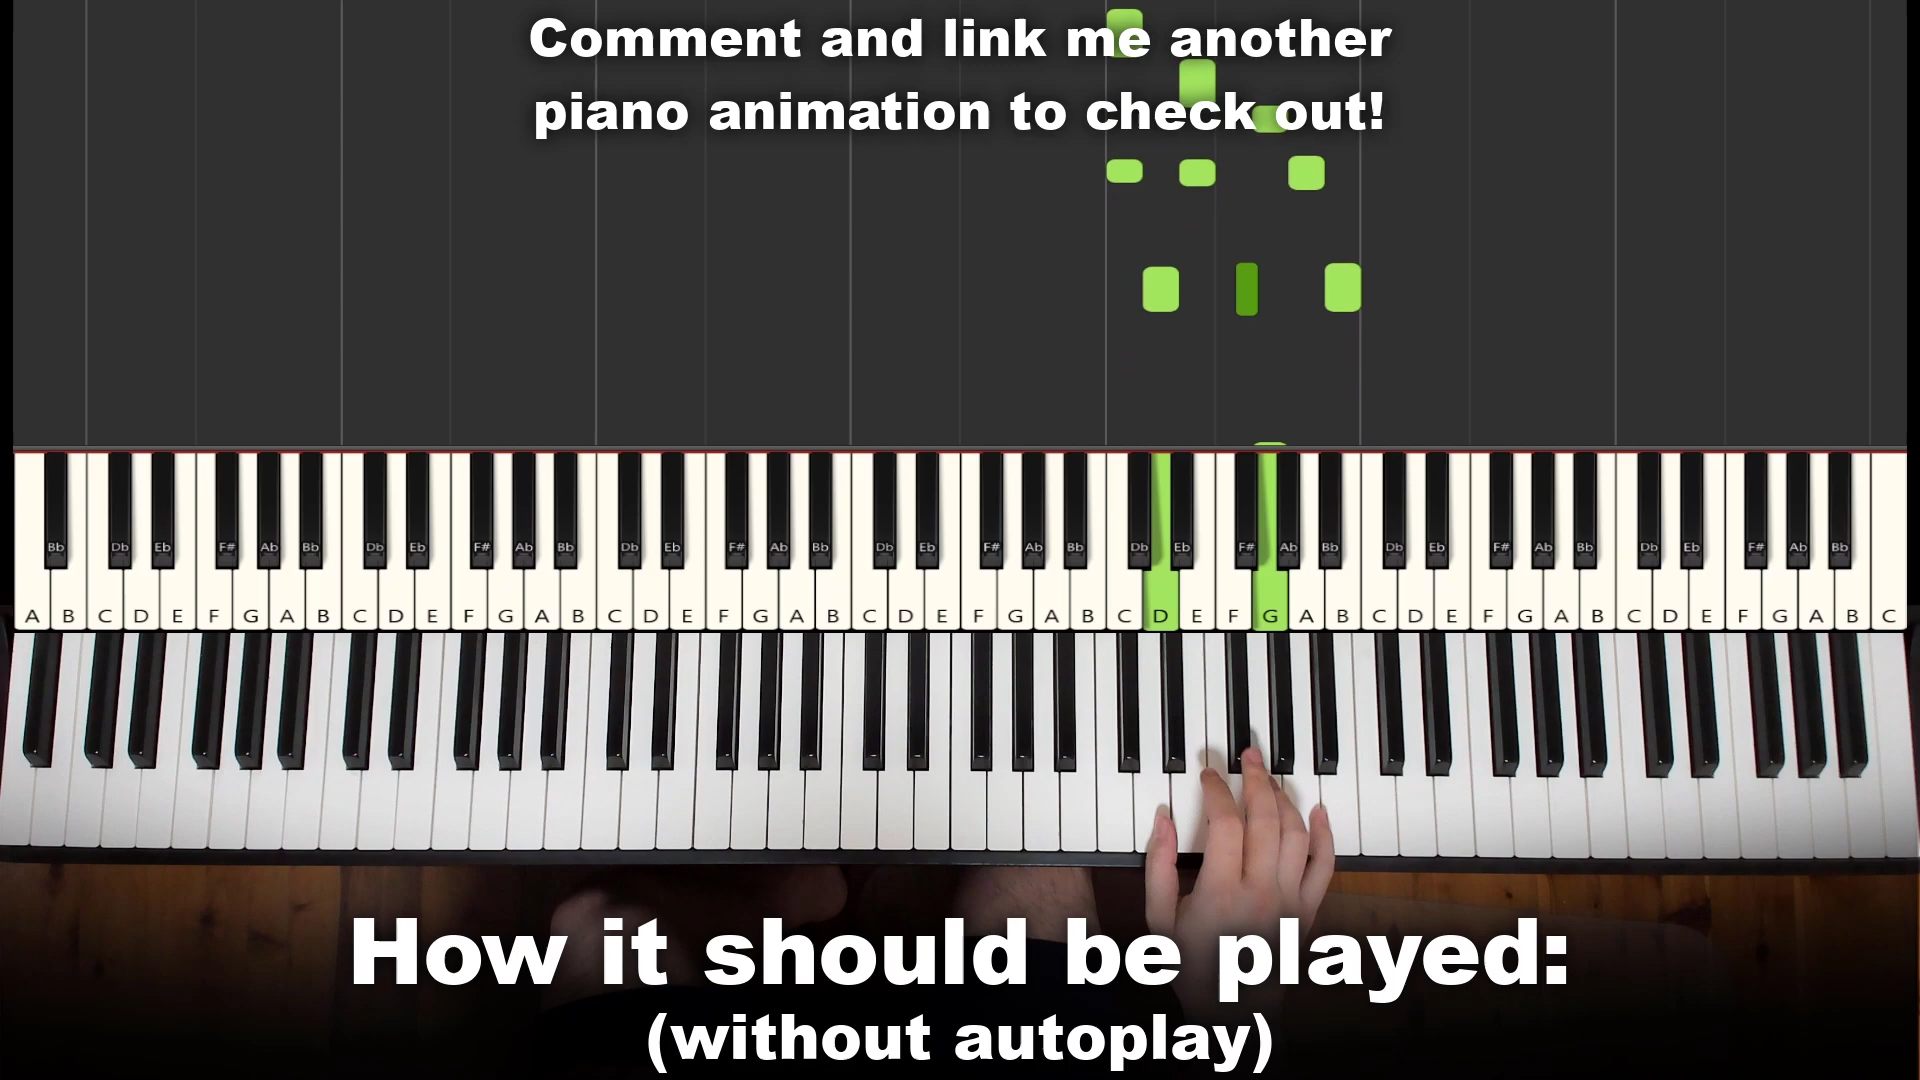 Comment and link me another
piano animation to check out!
Bb Db Eb F# Ab Bb Db Eb F# Ab Bb Db Eb F# Ab Bb Db Eb F# Ab Bb Db Eb F# Ab Bb Db Eb F# Ab Bb Db Eb F# Ab Bb
A B C D E F G A B C D E F G A B C D E F G A B C D E F G A B C D E F G A B C D E F G A B C D E F G A B C
How it should be played:
(without autoplay)